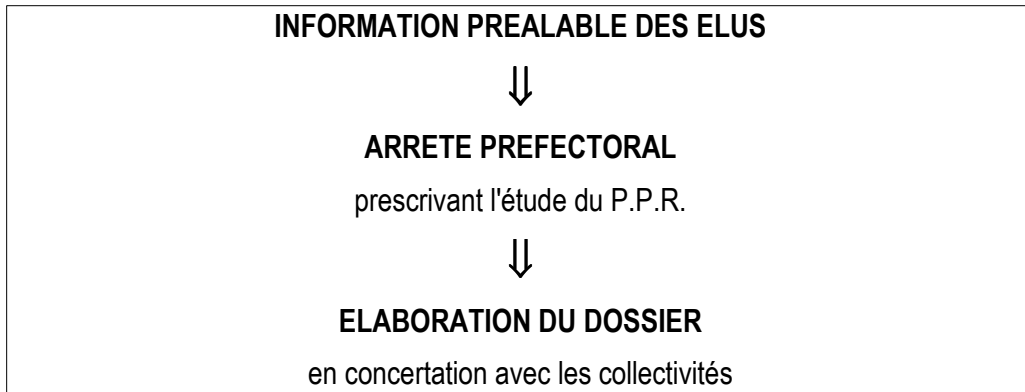 INFORMATION PREALABLE DES ELUS
⇓
ARRETE PREFECTORAL
prescrivant l'étude du P.P.R.
⇓
ELABORATION DU DOSSIER
en concertation avec les collectivités